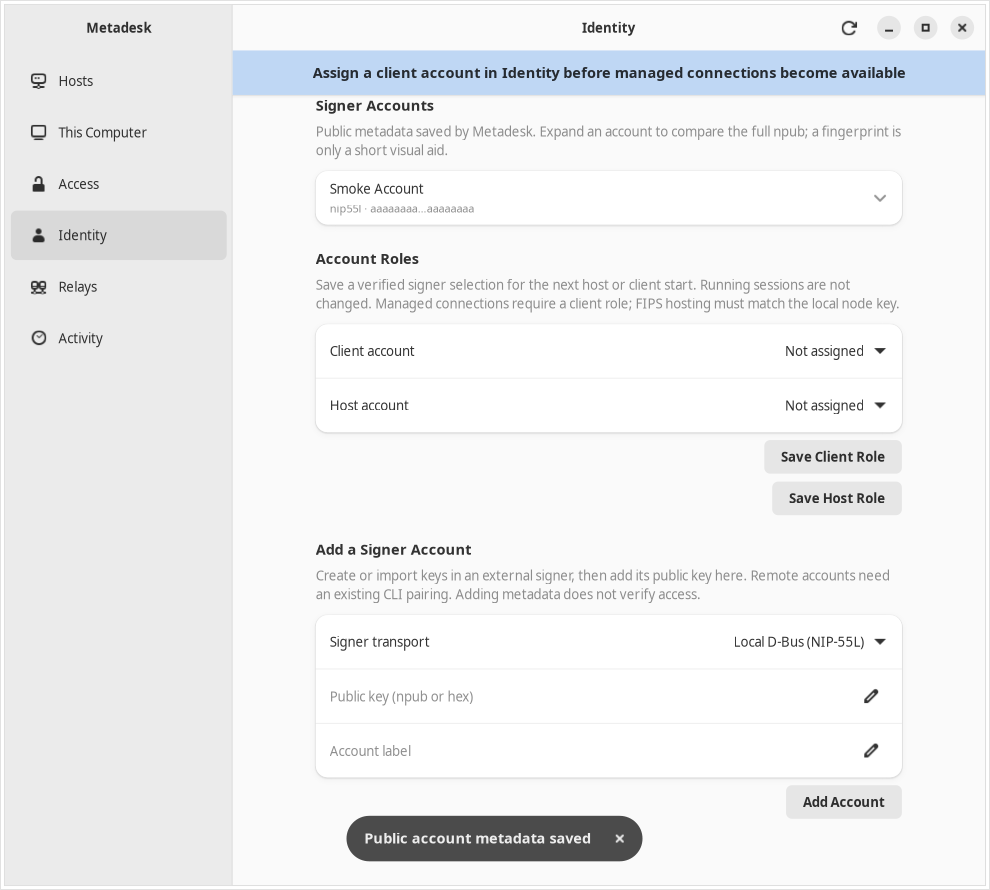 Metadesk
Identity
Hosts
This Computer
Access
Identity
Relays
Activity
Assign a client account in Identity before managed connections become available
Signer Accounts
Public metadata saved by Metadesk. Expand an account to compare the full npub; a fingerprint is
only a short visual aid.
Smoke Account
nip55l · aaaaaaaa…aaaaaaaa
Account Roles
Save a verified signer selection for the next host or client start. Running sessions are not
changed. Managed connections require a client role; FIPS hosting must match the local node key.
Client account
Not assigned
Host account
Not assigned
Save Client Role
Save Host Role
Add a Signer Account
Create or import keys in an external signer, then add its public key here. Remote accounts need
an existing CLI pairing. Adding metadata does not verify access.
Signer transport
Local D-Bus (NIP-55L)
Public key (npub or hex)
Account label
Add Account
Public account metadata saved